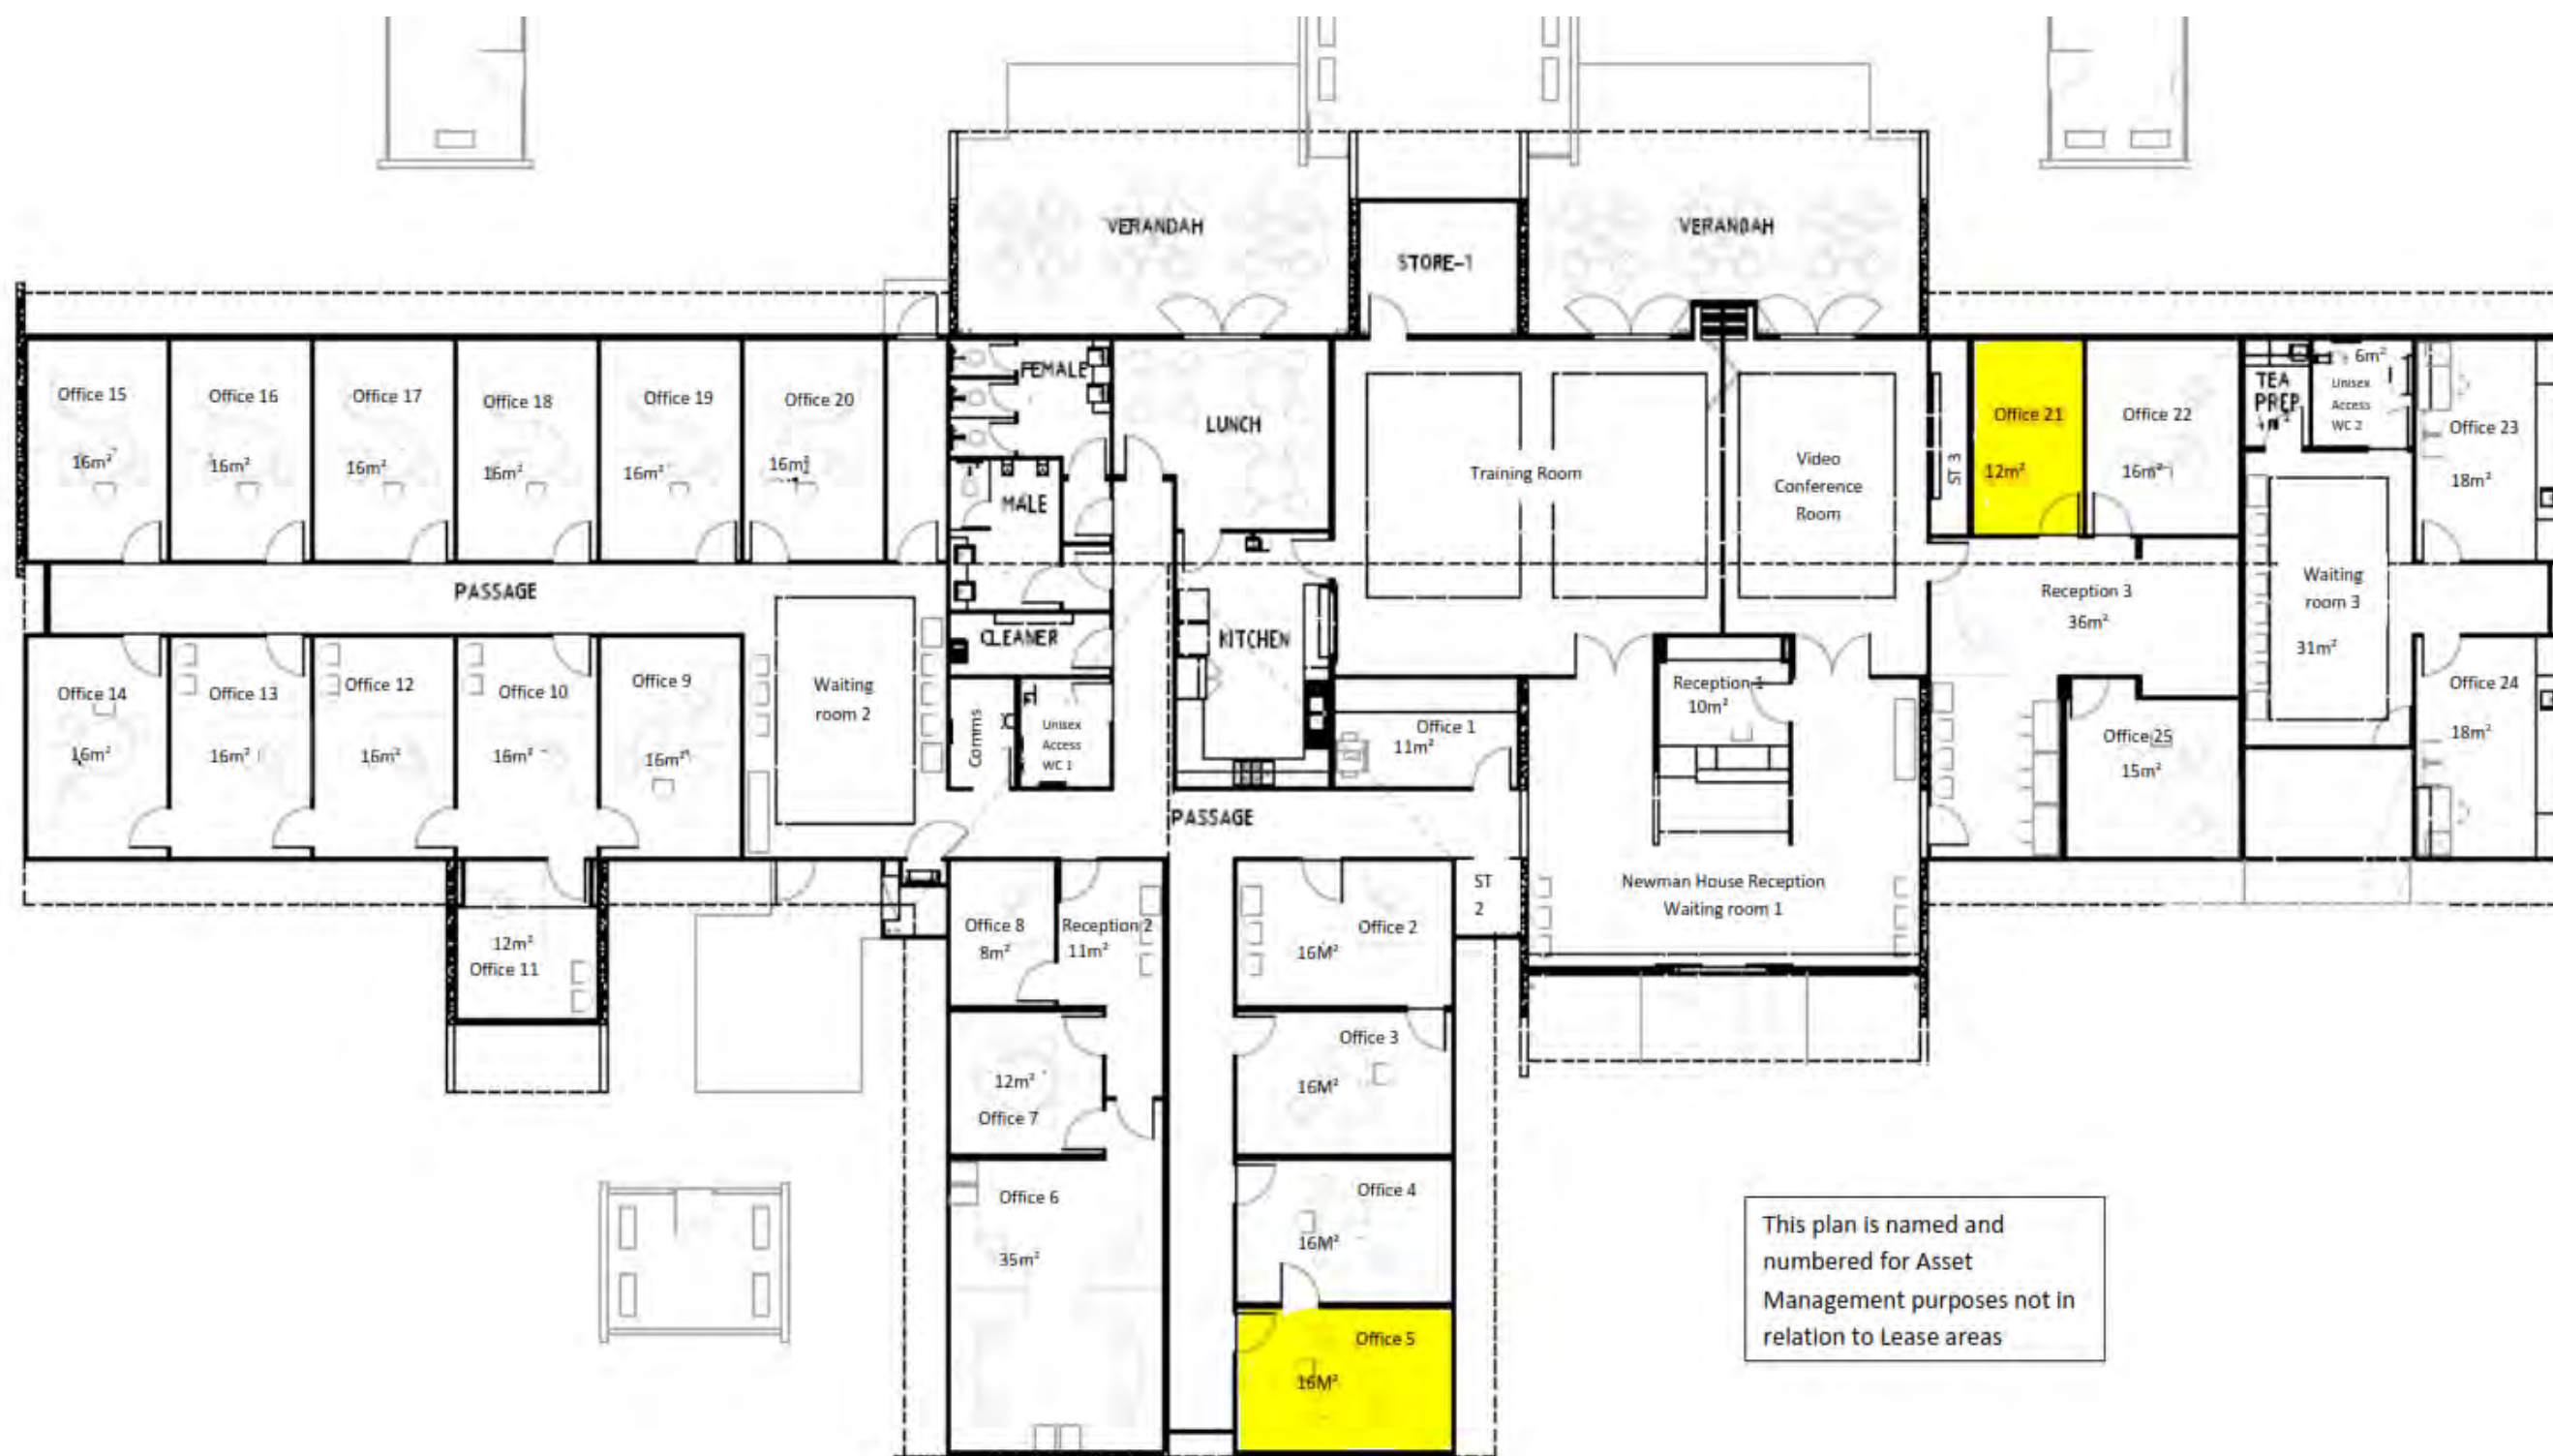 VERANDAH
VERANDAH
STORE-1
Office 15
16m²
Office 16
16m²
Office 17
16m²
Office 18
16m²
Office 19
16m²
Office 20
16m²
FEMALE
MALE
CLEANER
LUNCH
KITCHEN
Training Room
Video
Conference
Room
ST 3
Office 21
12m²
Office 22
16m²
TEA
PREP
6m²
Unisex
Access
WC 2
Office 23
18m²
PASSAGE
Office 14
16m²
Office 13
16m²
Office 12
16m²
Office 10
16m²
Office 9
16m²
Waiting
room 2
Comms
Unisex
Access
WC 1
Office 1
11m²
Reception 1
10m²
Reception 3
36m²
Waiting
room 3
31m²
Office 24
18m²
Office 25
15m²
PASSAGE
12m²
Office 11
Office 8
8m²
Reception 2
11m²
Office 2
16M²
ST
2
Newman House Reception
Waiting room 1
12m²
Office 7
Office 3
16M²
Office 6
35m²
Office 4
16M²
Office 5
16M²
This plan is named and
numbered for Asset
Management purposes not in
relation to Lease areas